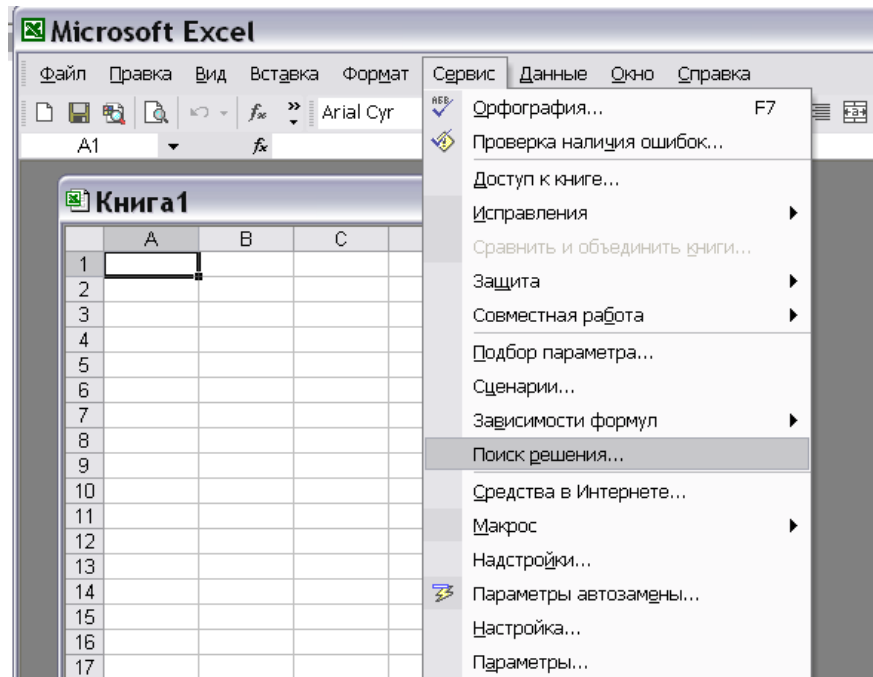 Microsoft Excel
Файл Правка Вид Вставка Формат Сервис Данные Окно Справка
fx » Arial Cyr
A1 fx
Орфография... F7
Проверка наличия ошибок...
Доступ к книге...
Исправления
Сравнить и объединить книги...
Защита
Совместная работа
Подбор параметра...
Сценарии...
Зависимости формул
Поиск решения...
Средства в Интернете...
Макрос
Надстройки...
Параметры автозамены...
Настройка...
Параметры...
Книга1
A B C
1
2
3
4
5
6
7
8
9
10
11
12
13
14
15
16
17